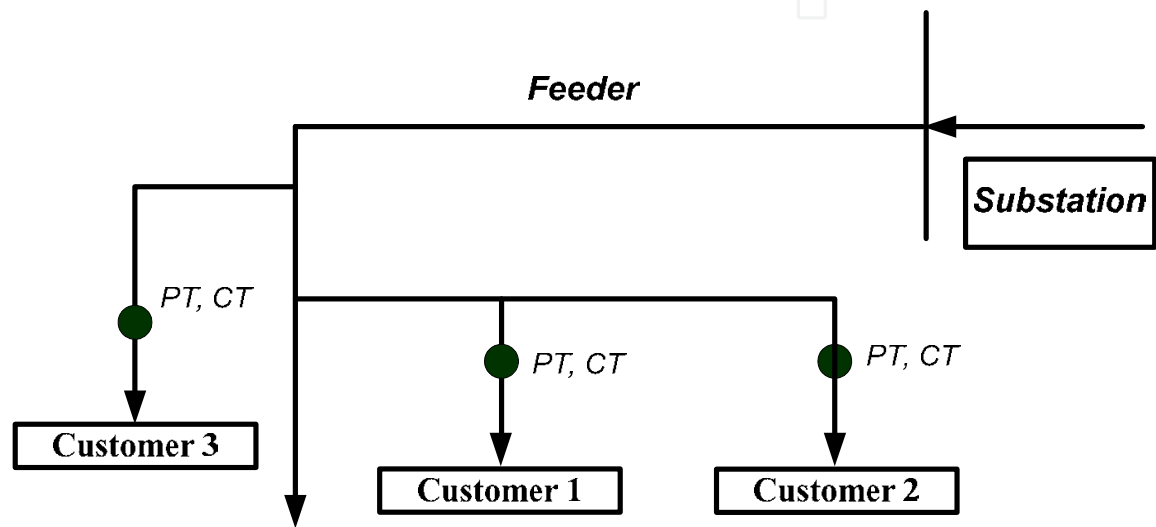 Feeder
Substation
PT, CT
PT, CT
PT, CT
Customer 3
Customer 1
Customer 2